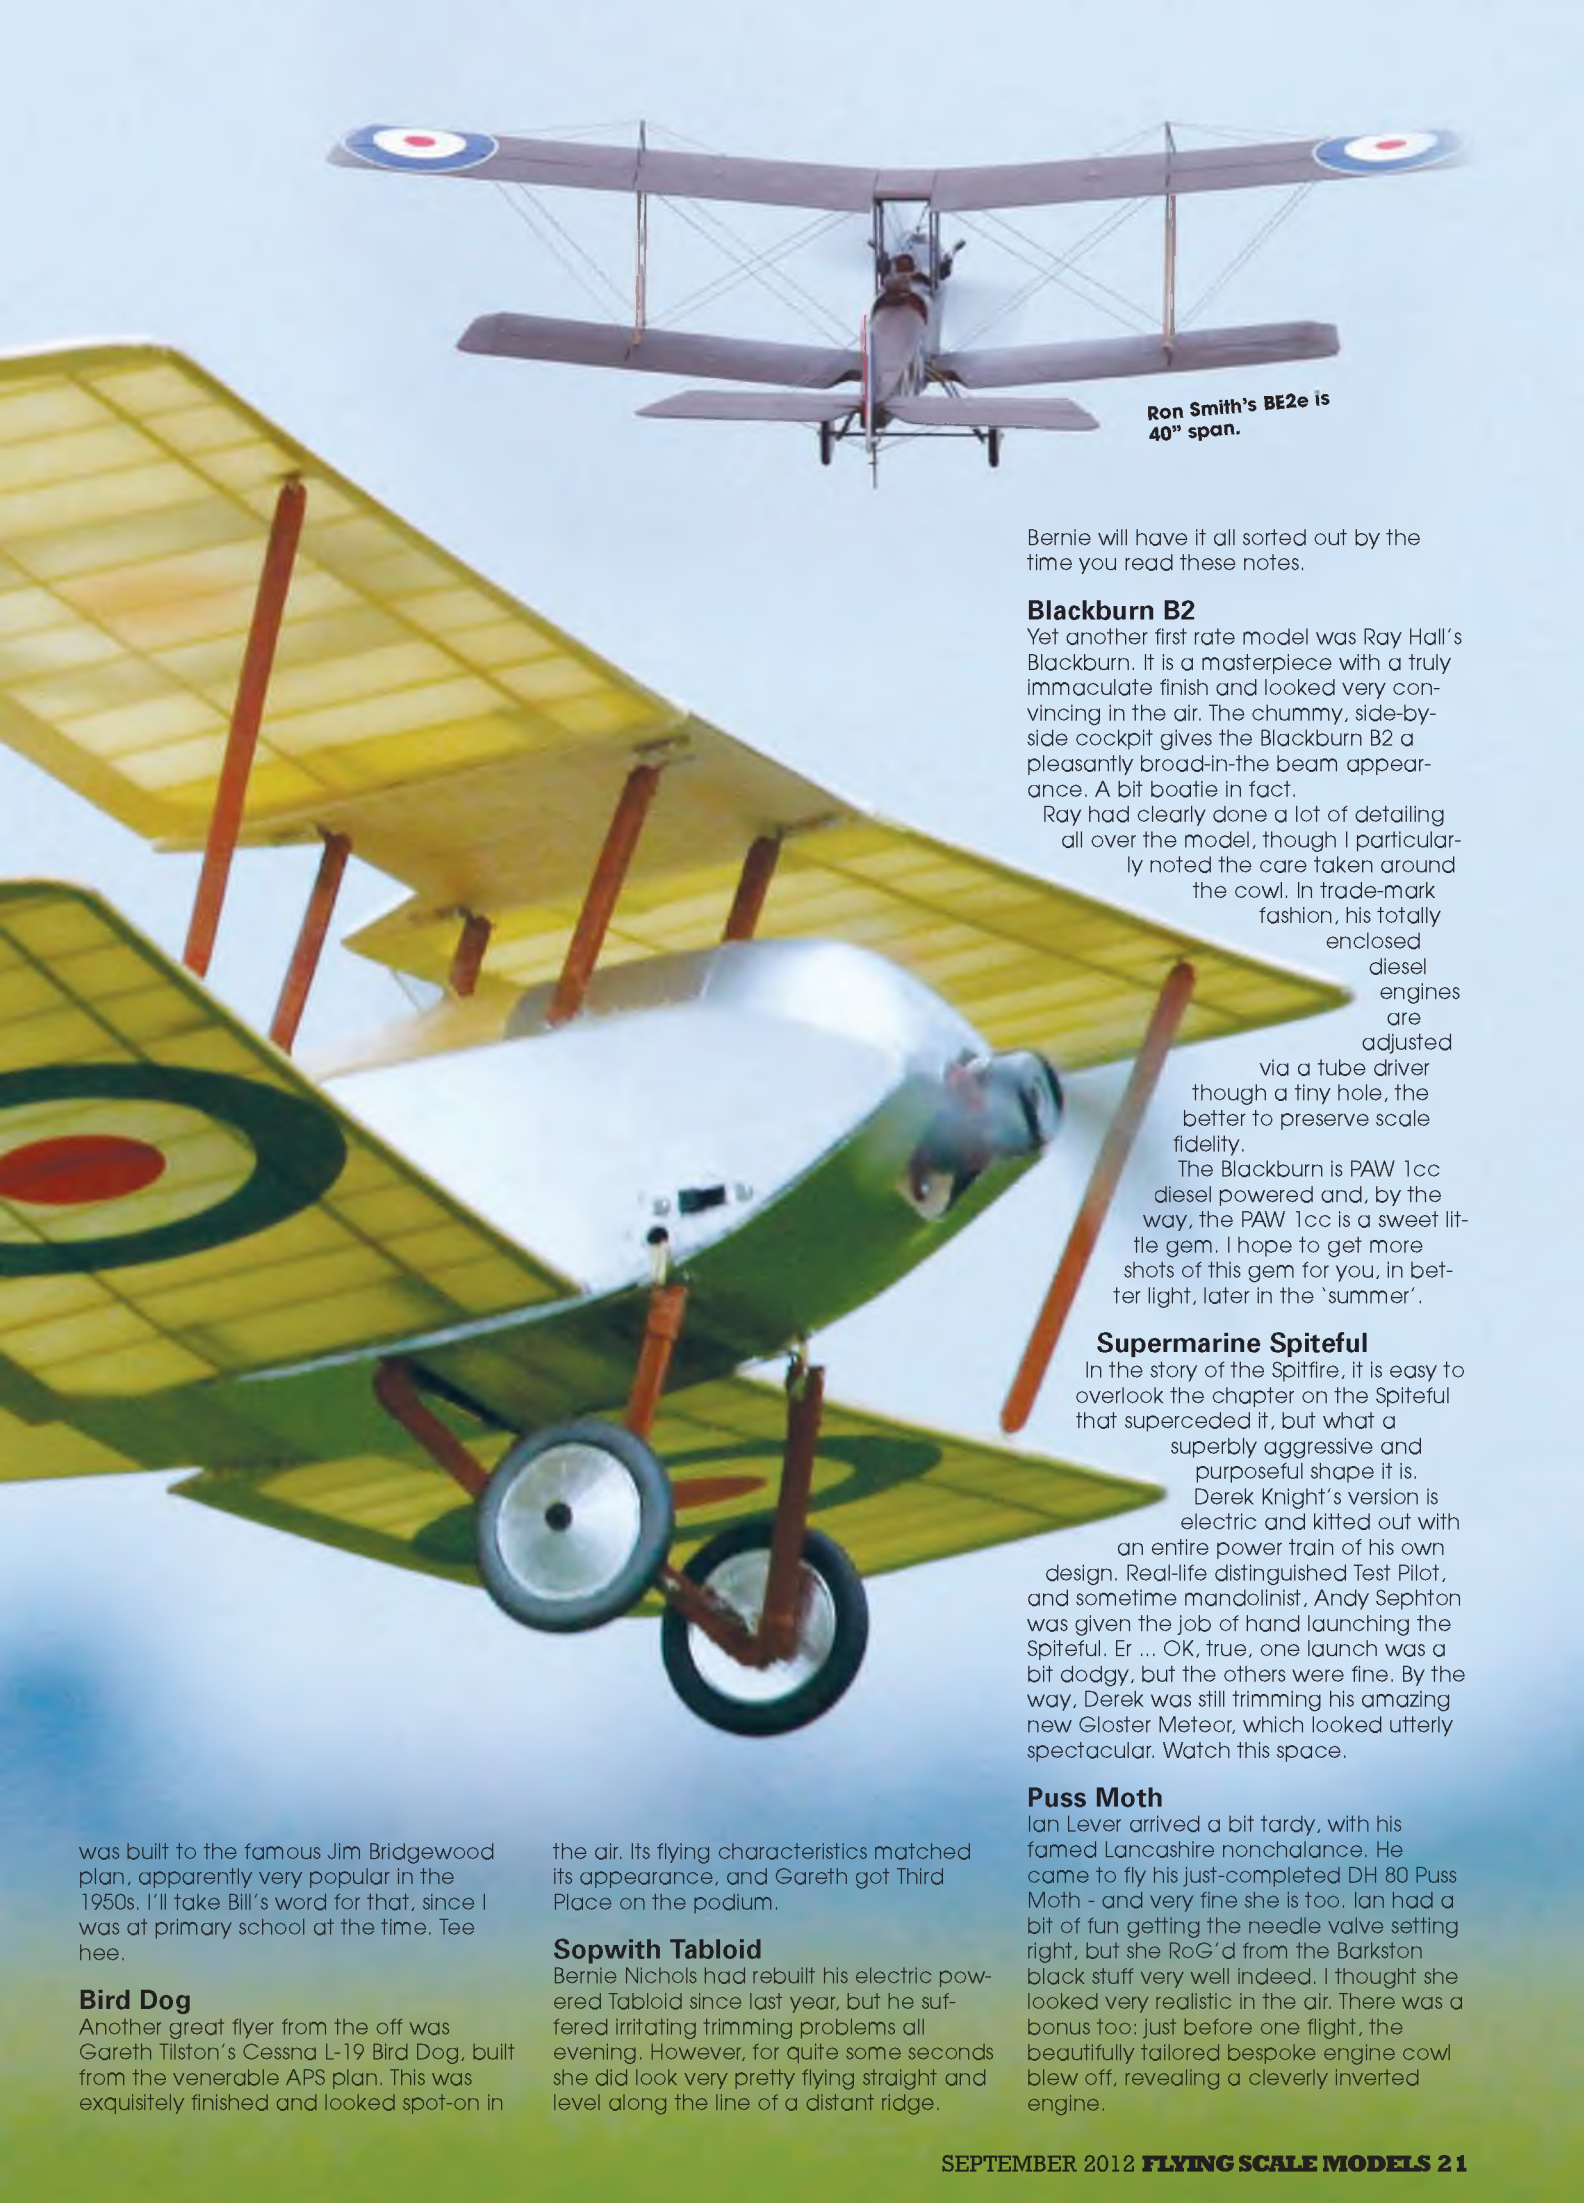 Ron Smith's BE2e is
40" span.
was built to the famous Jim Bridgewood
plan, apparently very popular in the
1950s. I'll take Bill's word for that, since I
was at primary school at the time. Tee
hee.
Bird Dog
Another great flyer from the off was
Gareth Tilston's Cessna L-19 Bird Dog, built
from the venerable APS plan. This was
exquisitely finished and looked spot-on in
the air. Its flying characteristics matched
its appearance, and Gareth got Third
Place on the podium.
Sopwith Tabloid
Bernie Nichols had rebuilt his electric pow-
ered Tabloid since last year, but he suf-
fered irritating trimming problems all
evening. However, for quite some seconds
she did look very pretty flying straight and
level along the line of a distant ridge.
Bernie will have it all sorted out by the
time you read these notes.
Blackburn B2
Yet another first rate model was Ray Hall's
Blackburn. It is a masterpiece with a truly
immaculate finish and looked very con-
vincing in the air. The chummy, side-by-
side cockpit gives the Blackburn B2 a
pleasantly broad-in-the beam appear-
ance. A bit boatie in fact.
Ray had clearly done a lot of detailing
all over the model, though I particular-
ly noted the care taken around
the cowl. In trade-mark
fashion, his totally
enclosed
diesel
engines
are
adjusted
via a tube driver
though a tiny hole, the
better to preserve scale
fidelity.
The Blackburn is PAW 1cc
diesel powered and, by the
way, the PAW 1cc is a sweet lit-
tle gem. I hope to get more
shots of this gem for you, in bet-
ter light, later in the 'summer'.
Supermarine Spiteful
In the story of the Spitfire, it is easy to
overlook the chapter on the Spiteful
that superceded it, but what a
superbly aggressive and
purposeful shape it is.
Derek Knight's version is
electric and kitted out with
an entire power train of his own
design. Real-life distinguished Test Pilot,
and sometime mandolinist, Andy Sephton
was given the job of hand launching the
Spiteful. Er ... OK, true, one launch was a
bit dodgy, but the others were fine. By the
way, Derek was still trimming his amazing
new Gloster Meteor, which looked utterly
spectacular. Watch this space.
Puss Moth
Ian Lever arrived a bit tardy, with his
famed Lancashire nonchalance. He
came to fly his just-completed DH 80 Puss
Moth - and very fine she is too. Ian had a
bit of fun getting the needle valve setting
right, but she RoG'd from the Barkston
black stuff very well indeed. I thought she
looked very realistic in the air. There was a
bonus too: just before one flight, the
beautifully tailored bespoke engine cowl
blew off, revealing a cleverly inverted
engine.
SEPTEMBER 2012 FLYING SCALE MODELS 21